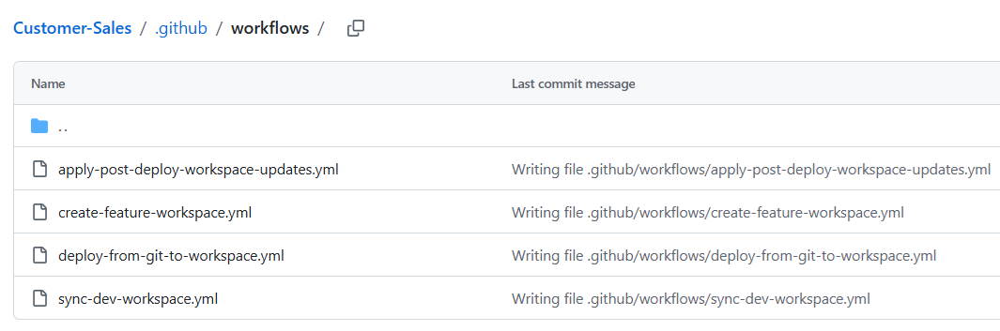 Customer-Sales / .github / workflows /
Name Last commit message
..
apply-post-deploy-workspace-updates.yml Writing file .github/workflows/apply-post-deploy-workspace-updates.yml
create-feature-workspace.yml Writing file .github/workflows/create-feature-workspace.yml
deploy-from-git-to-workspace.yml Writing file .github/workflows/deploy-from-git-to-workspace.yml
sync-dev-workspace.yml Writing file .github/workflows/sync-dev-workspace.yml